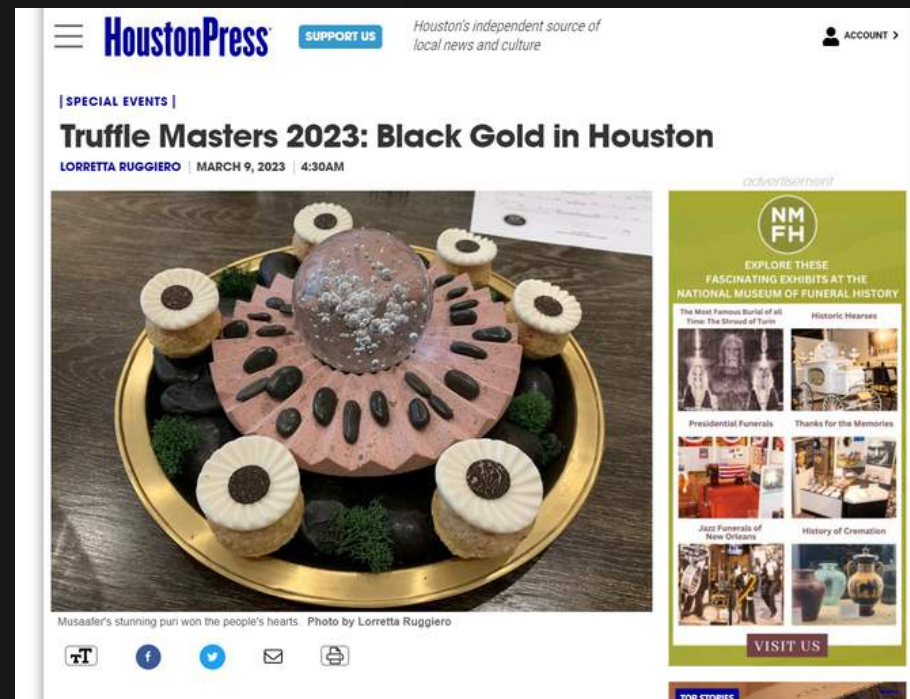 HoustonPress
SUPPORT US
Houston's independent source of
local news and culture
ACCOUNT >
| SPECIAL EVENTS |
Truffle Masters 2023: Black Gold in Houston
LORRETTA RUGGIERO | MARCH 9, 2023 | 4:30AM
Musaafer's stunning puri won the people's hearts Photo by Lorretta Ruggiero
TT
f
advertisement
NM
FH
EXPLORE THESE
FASCINATING EXHIBITS AT THE
NATIONAL MUSEUM OF FUNERAL HISTORY
The Most Famous Burial of all
Time: The Shroud of Turin
Historic Hearses
Presidential Funerals
Thanks for the Memories
Jazz Funerals of
New Orleans
History of Cremation
VISIT US
TOP STORIES